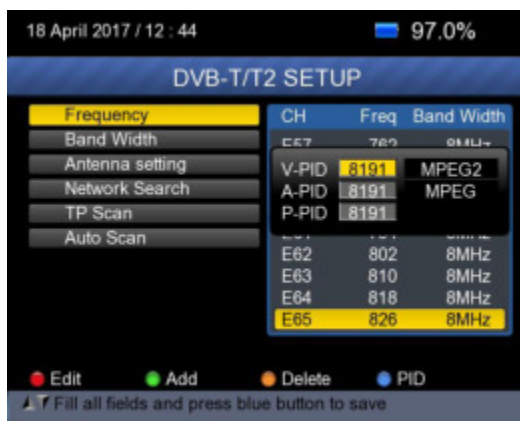 18 April 2017 / 12 : 44 97.0%
DVB-T/T2 SETUP
Frequency
Band Width
Antenna setting
Network Search
TP Scan
Auto Scan
CH Freq Band Width
E57 762 8MHz
V-PID 8191 MPEG2
A-PID 8191 MPEG
P-PID 8191
E62 802 8MHz
E63 810 8MHz
E64 818 8MHz
E65 826 8MHz
Edit Add Delete PID
Fill all fields and press blue button to save